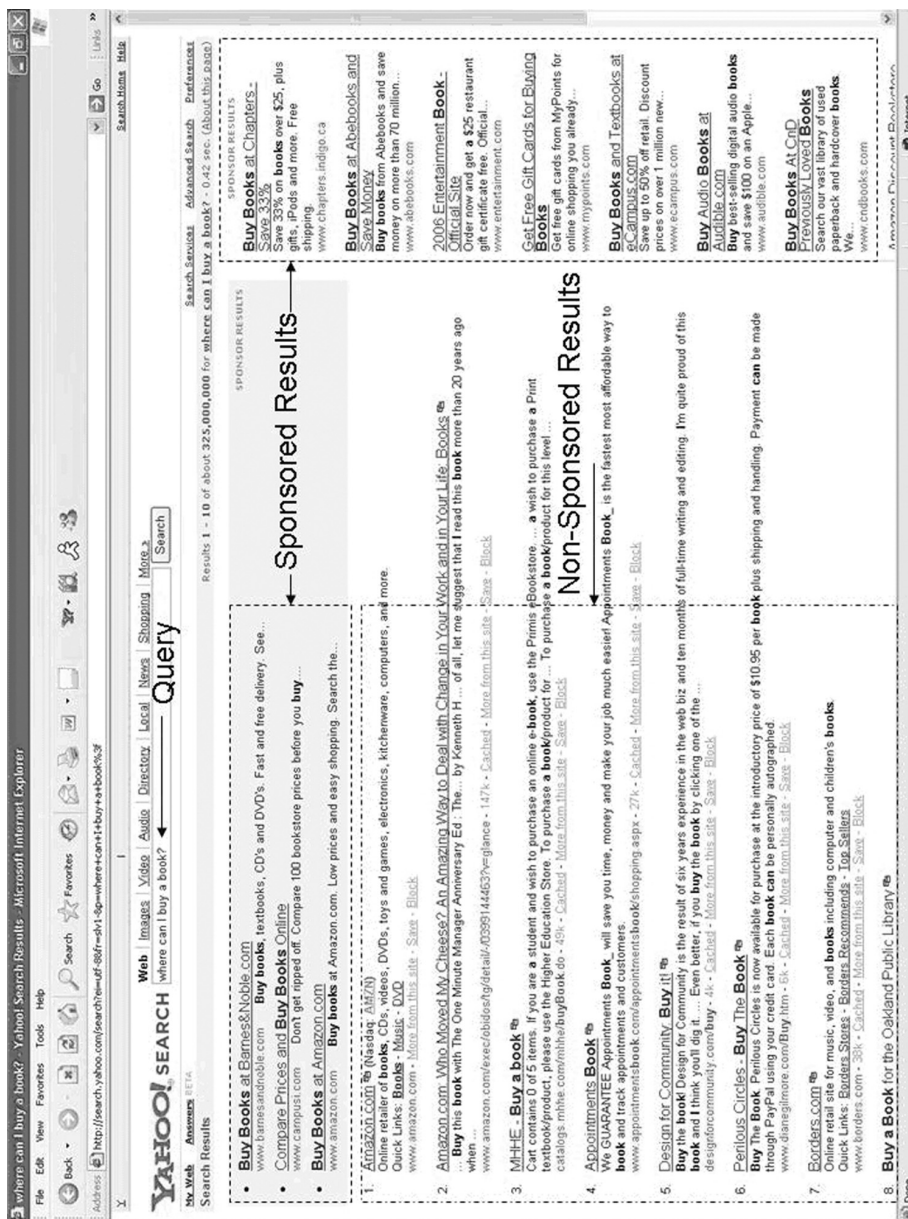 where can I buy a book? - Yahoo! Search Results - Microsoft Internet Explorer
File Edit View Favorites Tools Help
Back Search Favorites
Address http://search.yahoo.com/search?ei=utf-8&fr=slv1-&p=where+can+I+buy+a+book%3f Go Links »
Search Home Help
Web Images Video Audio Directory Local News Shopping More »
YAHOO! SEARCH where can I buy a book? Search
Query
My Web Answers BETA Search Services Advanced Search Preferences
Search Results Results 1 - 10 of about 325,000,000 for where can I buy a book? - 0.42 sec. (About this page)
SPONSOR RESULTS
• Buy Books at Barnes&Noble.com
www.barnesandnoble.com Buy books, textbooks, CD's and DVD's. Fast and free delivery. See...
• Compare Prices and Buy Books Online
www.campusi.com Don't get ripped off. Compare 100 bookstore prices before you buy...
• Buy Books at Amazon.com
www.amazon.com Buy books at Amazon.com. Low prices and easy shopping. Search the...
Sponsored Results
1. Amazon.com (Nasdaq: AMZN)
Online retailer of books, CDs, videos, DVDs, toys and games, electronics, kitchenware, computers, and more.
Quick Links: Books - Music - DVD
www.amazon.com - More from this site - Save - Block
2. Amazon.com: Who Moved My Cheese? An Amazing Way to Deal with Change in Your Work and in Your Life: Books
... Buy this book with The One Minute Manager Anniversary Ed : The... by Kenneth H ... of all, let me suggest that I read this book more than 20 years ago
when ...
www.amazon.com/exec/obidos/tg/detail/-/0399144463?v=glance - 147k - Cached - More from this site - Save - Block
3. MHHE - Buy a book
Cart contains 0 of 5 items. If you are a student and wish to purchase an online e-book, use the Primis eBookstore. ... a wish to purchase a Print
textbook/product, please use the Higher Education Store. To purchase a book/product for ... To purchase a book/product for this level ...
catalogs.mhhe.com/mhhe/buyBook.do - 49k - Cached - More from this site - Save - Block
Non-Sponsored Results
4. Appointments Book
We GUARANTEE Appointments Book_ will save you time, money and make your job much easier! Appointments Book_ is the fastest most affordable way to
book and track appointments and customers.
www.appointmentsbook.com/appointmentsbook/shopping.aspx - 27k - Cached - More from this site - Save - Block
5. Design for Community: Buy it!
Buy the book! Design for Community is the result of six years experience in the web biz and ten months of full-time writing and editing. I'm quite proud of this
book and I think you'll dig it. ... Even better, if you buy the book by clicking one of the ...
designforcommunity.com/buy - 4k - Cached - More from this site - Save - Block
6. Perilous Circles - Buy The Book
Buy The Book. Perilous Circles is now available for purchase at the introductory price of $10.95 per book plus shipping and handling. Payment can be made
through PayPal using your credit card. Each book can be personally autographed.
www.dianegilmore.com/Buy.htm - 6k - Cached - More from this site - Save - Block
7. Borders.com
Online retail site for music, video, and books including computer and children's books.
Quick Links: Borders Stores - Borders Recommends - Top Sellers
www.borders.com - 38k - Cached - More from this site - Save - Block
8. Buy a Book for the Oakland Public Library
SPONSOR RESULTS
Buy Books at Chapters -
Save 33%
Save 33% on books over $25, plus
gifts, iPods and more. Free
shipping.
www.chapters.indigo.ca
Buy Books at Abebooks and
Save Money
Buy books from Abebooks and save
money on more than 70 million...
www.abebooks.com
2006 Entertainment Book -
Official Site
Order now and get a $25 restaurant
gift certificate free. Official...
www.entertainment.com
Get Free Gift Cards for Buying
Books
Get free gift cards from MyPoints for
online shopping you already...
www.mypoints.com
Buy Books and Textbooks at
eCampus.com
Save up to 50% off retail. Discount
prices on over 1 million new...
www.ecampus.com
Buy Audio Books at
Audible.com
Buy best-selling digital audio books
and save $100 on an Apple...
www.audible.com
Buy Books At CnD
Previously Loved Books
Search our vast library of used
paperback and hardcover books.
We...
www.cndbooks.com
Amazon Discount Bookstore